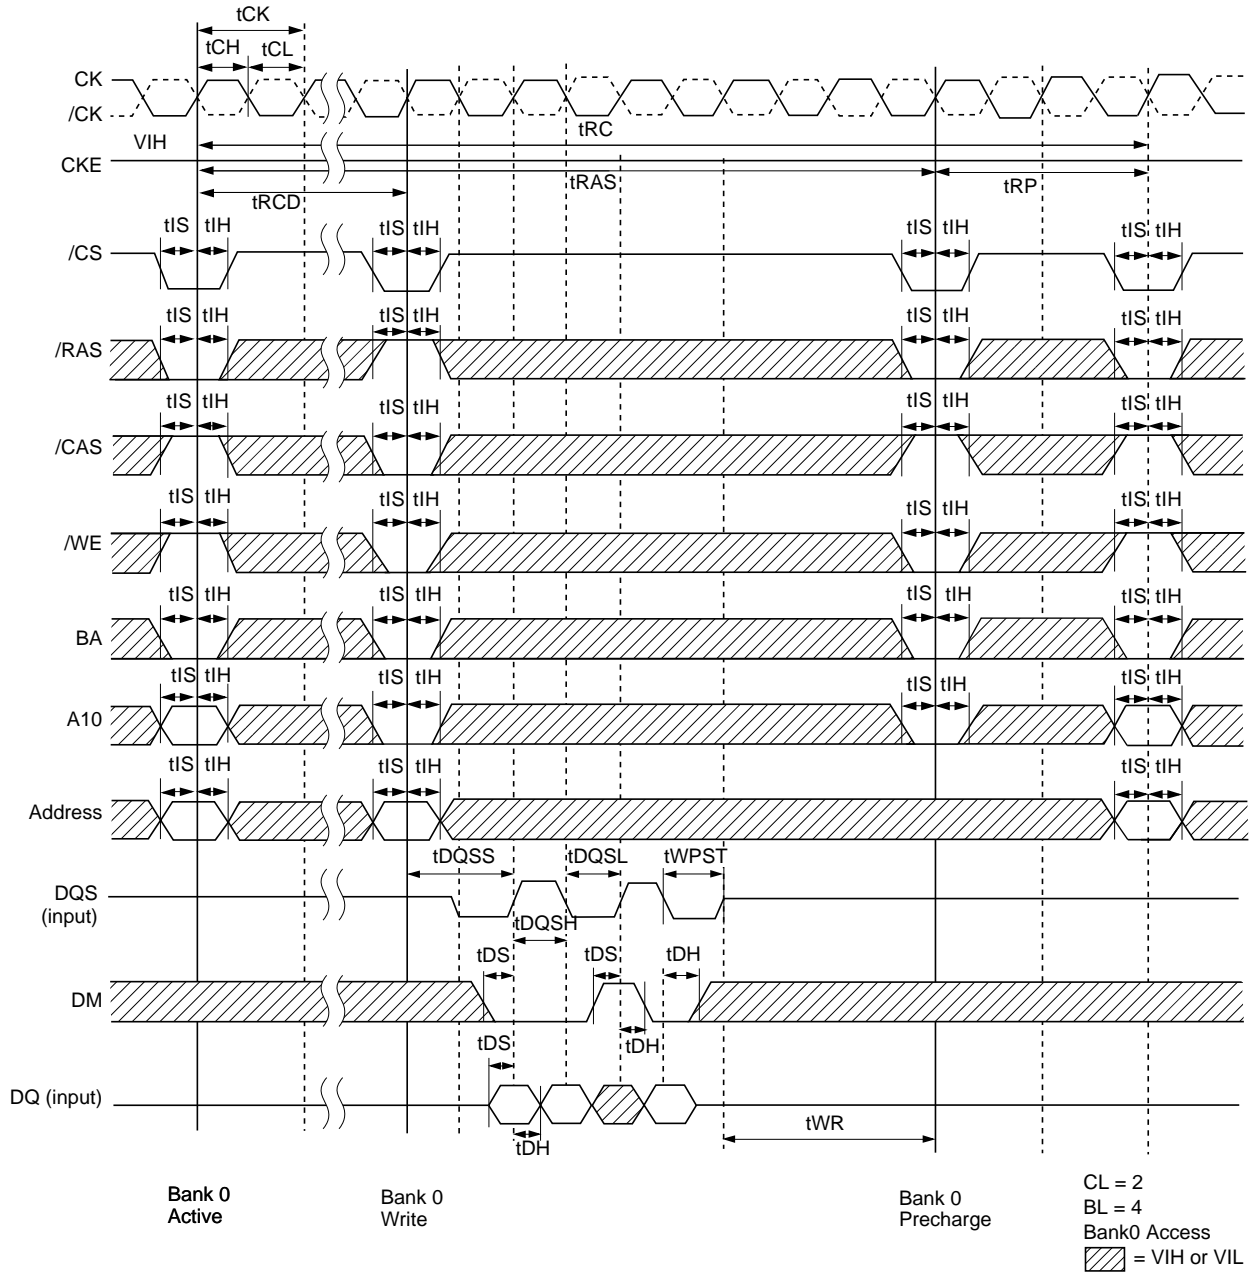 tCK
tCH tCL
CK
/CK
tRC
VIH
CKE
tRAS tRP
tRCD
tIS tIH tIS tIH tIS tIH tIS tIH
/CS
tIS tIH tIS tIH tIS tIH tIS tIH
/RAS
tIS tIH tIS tIH tIS tIH tIS tIH
/CAS
tIS tIH tIS tIH tIS tIH tIS tIH
/WE
tIS tIH tIS tIH tIS tIH tIS tIH
BA
tIS tIH tIS tIH tIS tIH tIS tIH
A10
tIS tIH tIS tIH tIS tIH
Address
tDQSS tDQSL tWPST
DQS
(input)
tDQSH
tDS tDS tDH
DM
tDS tDH
DQ (input)
tDH
tWR
Bank 0
Active
Bank 0
Write
Bank 0
Precharge
CL = 2
BL = 4
Bank0 Access
= VIH or VIL